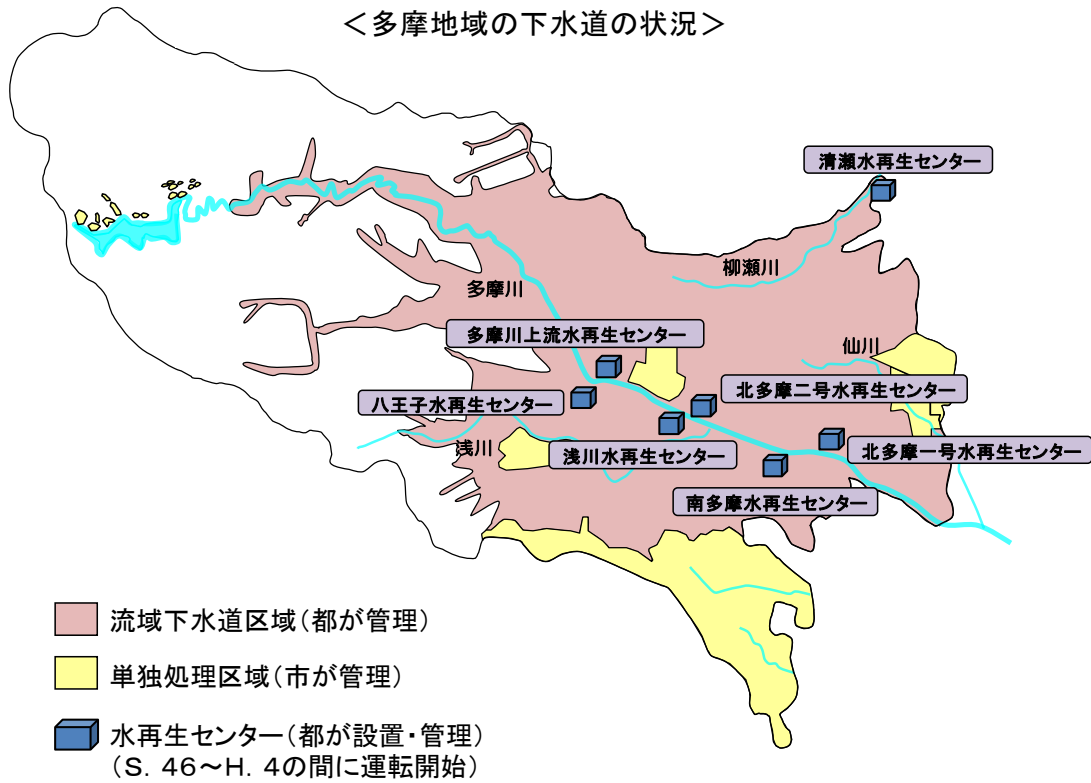 ＜多摩地域の下水道の状況＞
清瀬水再生センター
柳瀬川
多摩川
多摩川上流水再生センター
仙川
八王子水再生センター
北多摩二号水再生センター
浅川
浅川水再生センター
北多摩一号水再生センター
南多摩水再生センター
流域下水道区域(都が管理)
単独処理区域(市が管理)
水再生センター(都が設置・管理)
(S. 46～H. 4の間に運転開始)